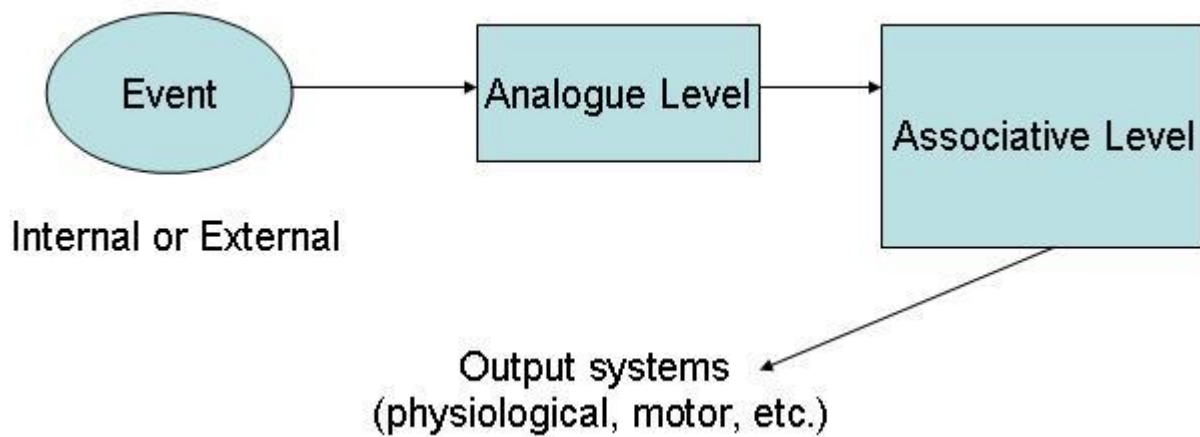 Event
Analogue Level
Associative Level
Internal or External
Output systems
(physiological, motor, etc.)